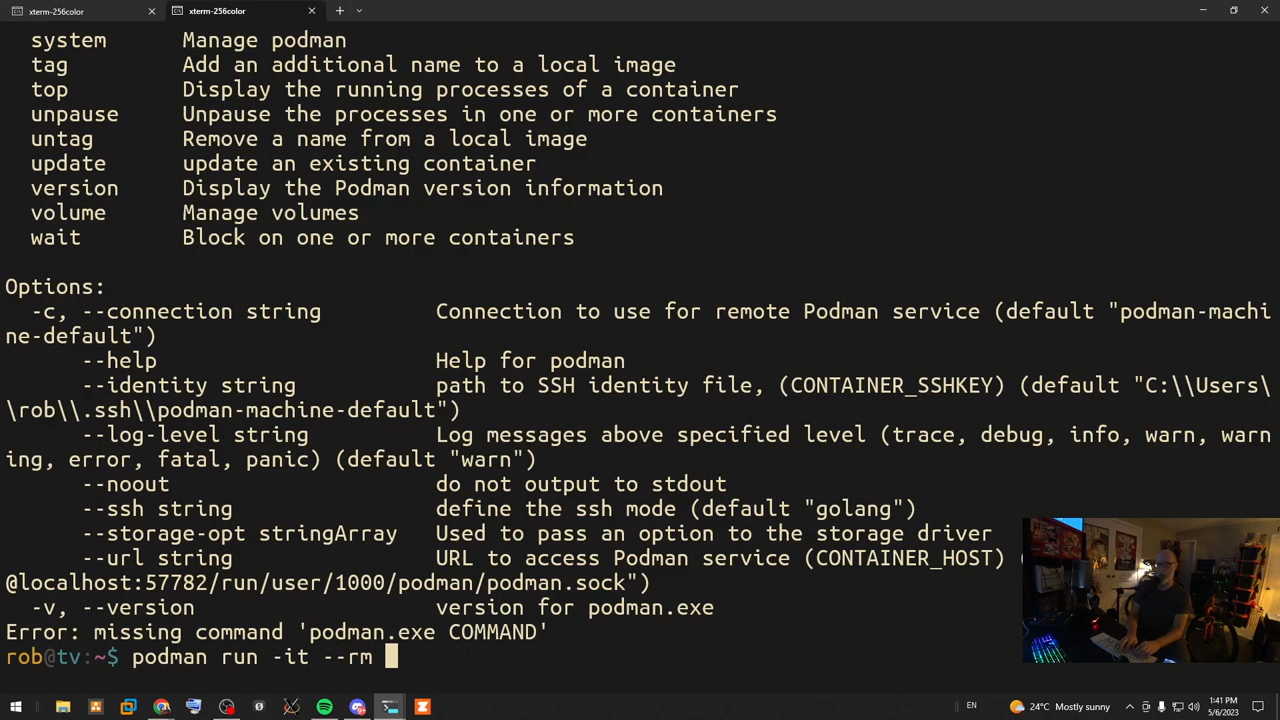 xterm-256color
xterm-256color
system Manage podman
tag Add an additional name to a local image
top Display the running processes of a container
unpause Unpause the processes in one or more containers
untag Remove a name from a local image
update update an existing container
version Display the Podman version information
volume Manage volumes
wait Block on one or more containers
Options:
-c, --connection string Connection to use for remote Podman service (default "podman-machi
ne-default")
--help Help for podman
--identity string path to SSH identity file, (CONTAINER_SSHKEY) (default "C:\\Users\
\rob\\.ssh\\podman-machine-default")
--log-level string Log messages above specified level (trace, debug, info, warn, warn
ing, error, fatal, panic) (default "warn")
--noout do not output to stdout
--ssh string define the ssh mode (default "golang")
--storage-opt stringArray Used to pass an option to the storage driver
--url string URL to access Podman service (CONTAINER_HOST) (
@localhost:57782/run/user/1000/podman/podman.sock")
-v, --version version for podman.exe
Error: missing command 'podman.exe COMMAND'
rob@tv:~$ podman run -it --rm
24°C Mostly sunny
EN
1:41 PM
5/6/2023